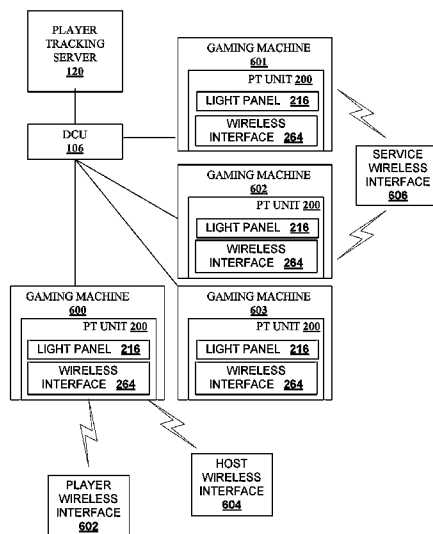 PLAYER
TRACKING
SERVER
120
DCU
106
GAMING MACHINE
601
PT UNIT 200
LIGHT PANEL 216
WIRELESS
INTERFACE 264
GAMING MACHINE
602
PT UNIT 200
LIGHT PANEL 216
WIRELESS
INTERFACE 264
SERVICE
WIRELESS
INTERFACE
606
GAMING MACHINE
600
PT UNIT 200
LIGHT PANEL 216
WIRELESS
INTERFACE 264
GAMING MACHINE
603
PT UNIT 200
LIGHT PANEL 216
WIRELESS
INTERFACE 264
PLAYER
WIRELESS
INTERFACE
602
HOST
WIRELESS
INTERFACE
604